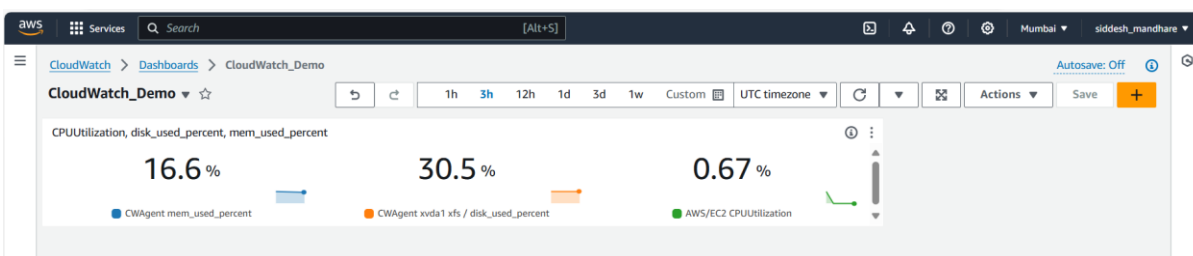 aws Services Search [Alt+S] Mumbai ▼ siddesh_mandhare ▼
CloudWatch > Dashboards > CloudWatch_Demo Autosave: Off
CloudWatch_Demo ▼ 1h 3h 12h 1d 3d 1w Custom UTC timezone ▼ Actions ▼ Save +
CPUUtilization, disk_used_percent, mem_used_percent
16.6 % 30.5 % 0.67 %
CWAgent mem_used_percent CWAgent xvda1 xfs / disk_used_percent AWS/EC2 CPUUtilization